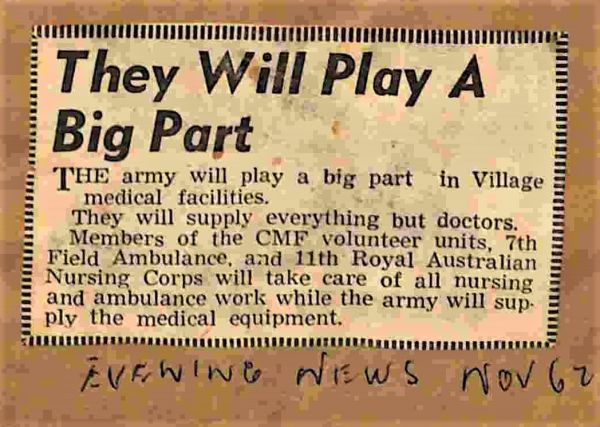 They Will Play A
Big Part
THE army will play a big part in Village
medical facilities.
They will supply everything but doctors.
Members of the CMF volunteer units, 7th
Field Ambulance, and 11th Royal Australian
Nursing Corps will take care of all nursing
and ambulance work while the army will sup-
ply the medical equipment.
EVENING NEWS NOV 62